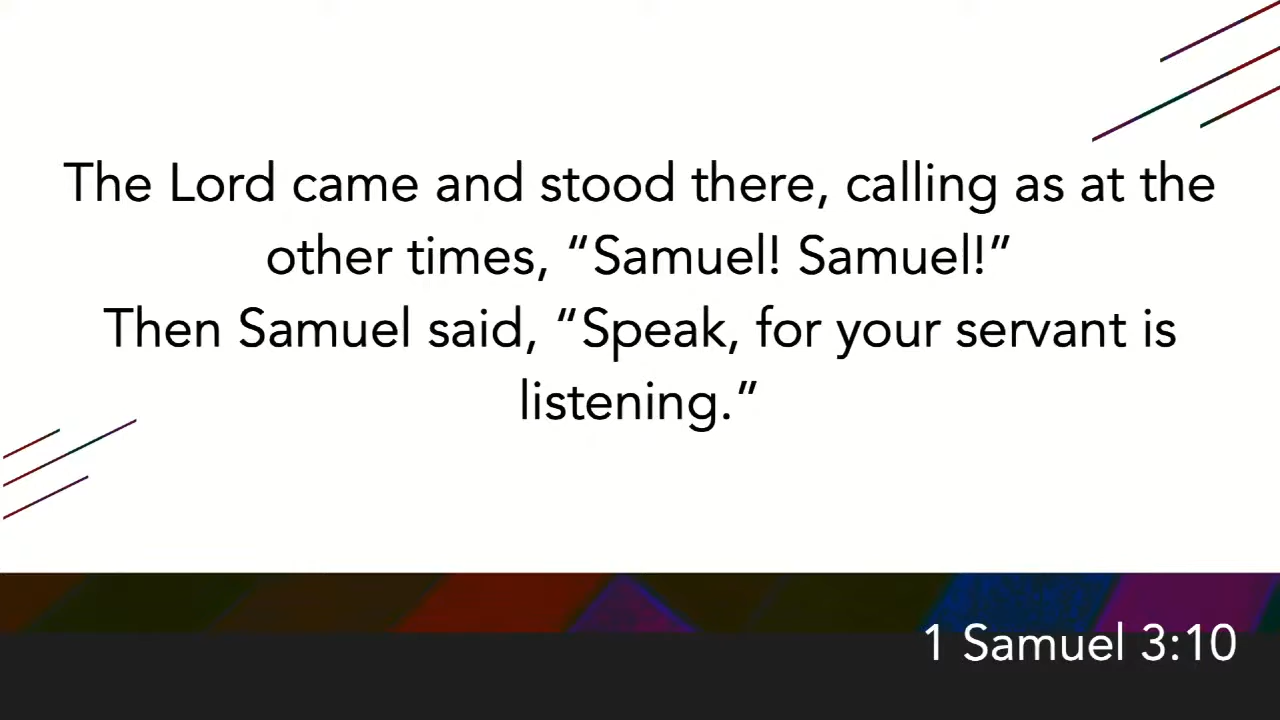 The Lord came and stood there, calling as at the
other times, “Samuel! Samuel!”
Then Samuel said, “Speak, for your servant is
listening.”
1 Samuel 3:10